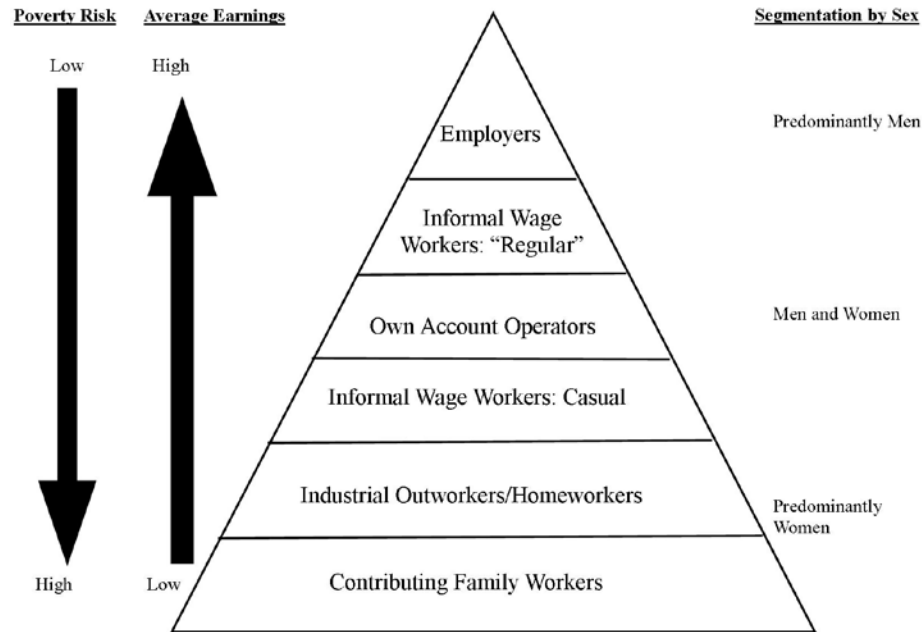 Poverty Risk
Average Earnings
Segmentation by Sex
Low
High
Predominantly Men
Employers
Informal Wage
Workers: “Regular”
Men and Women
Own Account Operators
Informal Wage Workers: Casual
Industrial Outworkers/Homeworkers
Predominantly
Women
High
Low
Contributing Family Workers